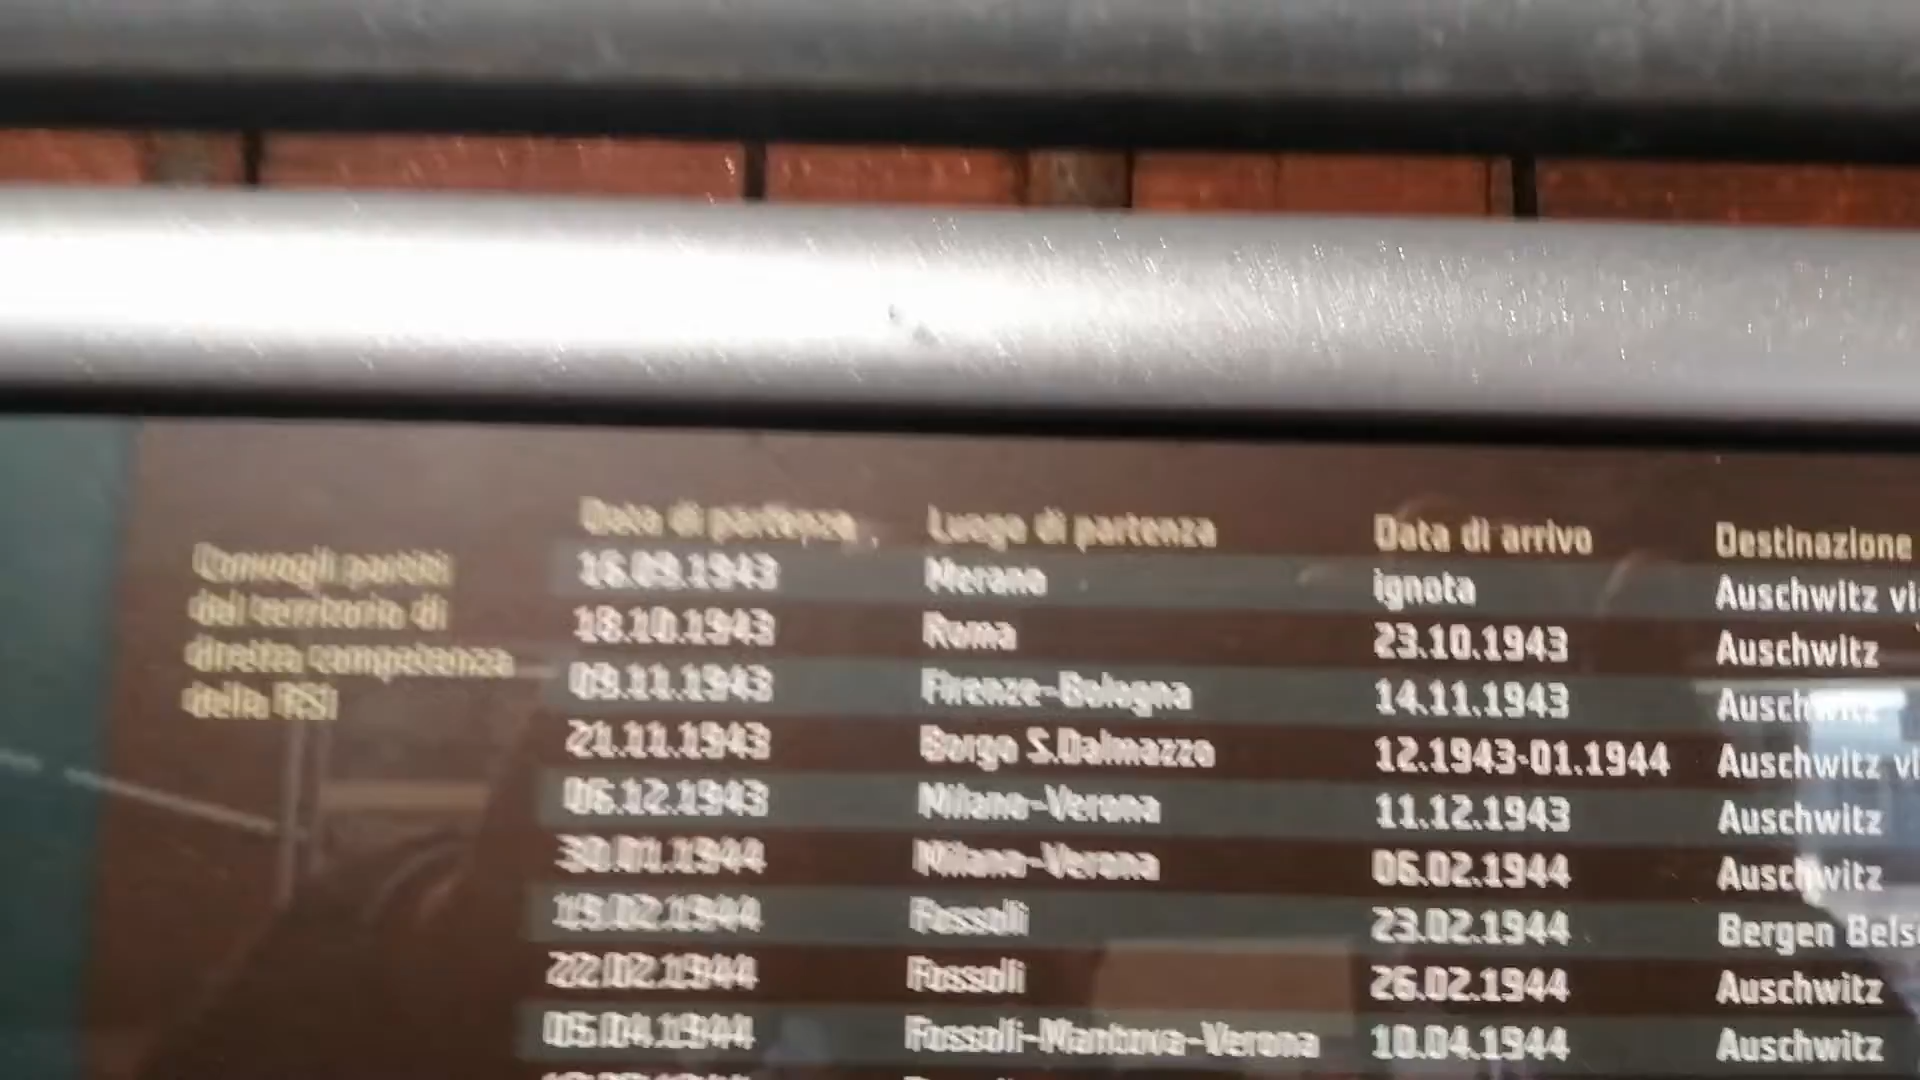 Data di partenza Luogo di partenza Data di arrivo Destinazione
Convogli partiti
dal territorio di
diretta competenza
della RSI
16.09.1943 Merano ignota Auschwitz
18.10.1943 Roma 23.10.1943 Auschwitz
09.11.1943 Firenze-Bologna 14.11.1943 Auschwitz
21.11.1943 Borgo S.Dalmazzo 12.1943-01.1944 Auschwitz
06.12.1943 Milano-Verona 11.12.1943 Auschwitz
30.01.1944 Milano-Verona 06.02.1944 Auschwitz
19.02.1944 Fossoli 23.02.1944 Bergen
22.02.1944 Fossoli 26.02.1944 Auschwitz
05.04.1944 Fossoli-Mantova-Verona 10.04.1944 Auschwitz